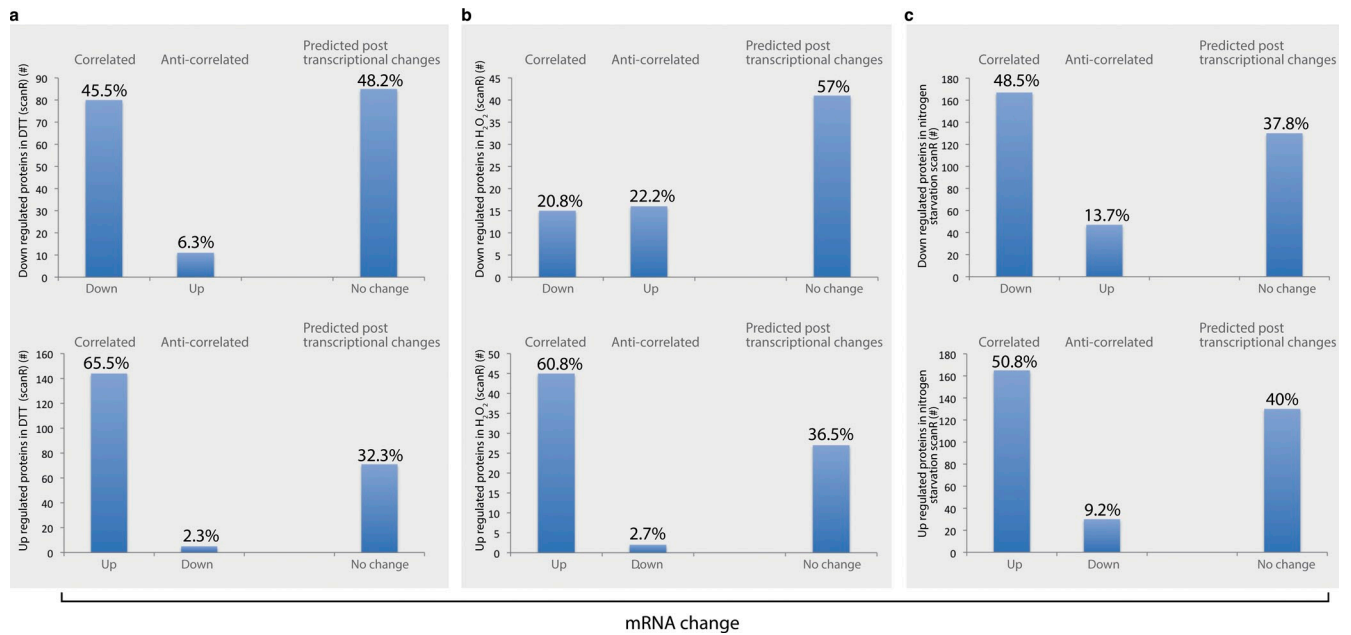 a
Correlated
Anti-correlated
Predicted post
transcriptional changes
Down regulated proteins in DTT (scanR) (#)
90
80
70
60
50
40
30
20
10
0
45.5%
6.3%
48.2%
Down
Up
No change
Correlated
Anti-correlated
Predicted post
transcriptional changes
Up regulated proteins in DTT (scanR) (#)
160
140
120
100
80
60
40
20
0
65.5%
2.3%
32.3%
Up
Down
No change
b
Correlated
Anti-correlated
Predicted post
transcriptional changes
Down regulated proteins in H2O2 (scanR) (#)
45
40
35
30
25
20
15
10
5
0
20.8%
22.2%
57%
Down
Up
No change
Correlated
Anti-correlated
Predicted post
transcriptional changes
Up regulated proteins in H2O2 (scanR) (#)
50
45
40
35
30
25
20
15
10
5
0
60.8%
2.7%
36.5%
Up
Down
No change
c
Correlated
Anti-correlated
Predicted post
transcriptional changes
Down regulated proteins in nitrogen
starvation scanR (#)
180
160
140
120
100
80
60
40
20
0
48.5%
13.7%
37.8%
Down
Up
No change
Correlated
Anti-correlated
Predicted post
transcriptional changes
Up regulated proteins in nitrogen
starvation scanR (#)
180
160
140
120
100
80
60
40
20
0
50.8%
9.2%
40%
Up
Down
No change
mRNA change